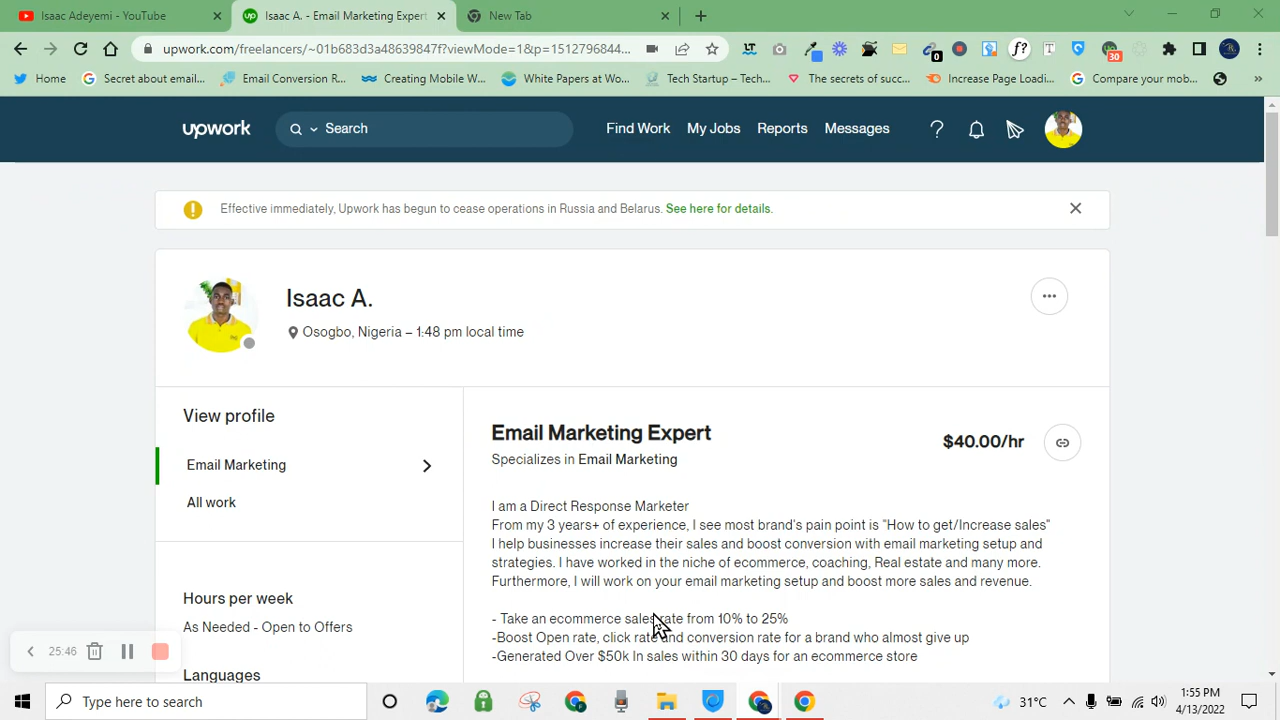 Isaac Adeyemi - YouTube
Isaac A. - Email Marketing Expert
New Tab
upwork.com/freelancers/~01b683d3a48639847f?viewMode=1&p=1512796844...
0
f?
T
30
Home
Secret about email...
Email Conversion R...
Creating Mobile W...
White Papers at Wo...
Tech Startup – Tech...
The secrets of succ...
Increase Page Loadi...
Compare your mob...
upwork
Search
Find Work
My Jobs
Reports
Messages
Effective immediately, Upwork has begun to cease operations in Russia and Belarus. See here for details.
Isaac A.
Osogbo, Nigeria – 1:48 pm local time
View profile
Email Marketing
All work
Hours per week
As Needed - Open to Offers
Languages
Email Marketing Expert
$40.00/hr
Specializes in Email Marketing
I am a Direct Response Marketer
From my 3 years+ of experience, I see most brand's pain point is "How to get/Increase sales"
I help businesses increase their sales and boost conversion with email marketing setup and
strategies. I have worked in the niche of ecommerce, coaching, Real estate and many more.
Furthermore, I will work on your email marketing setup and boost more sales and revenue.
- Take an ecommerce sales rate from 10% to 25%
-Boost Open rate, click rate and conversion rate for a brand who almost give up
-Generated Over $50k In sales within 30 days for an ecommerce store
25:46
Type here to search
31°C
1:55 PM
4/13/2022